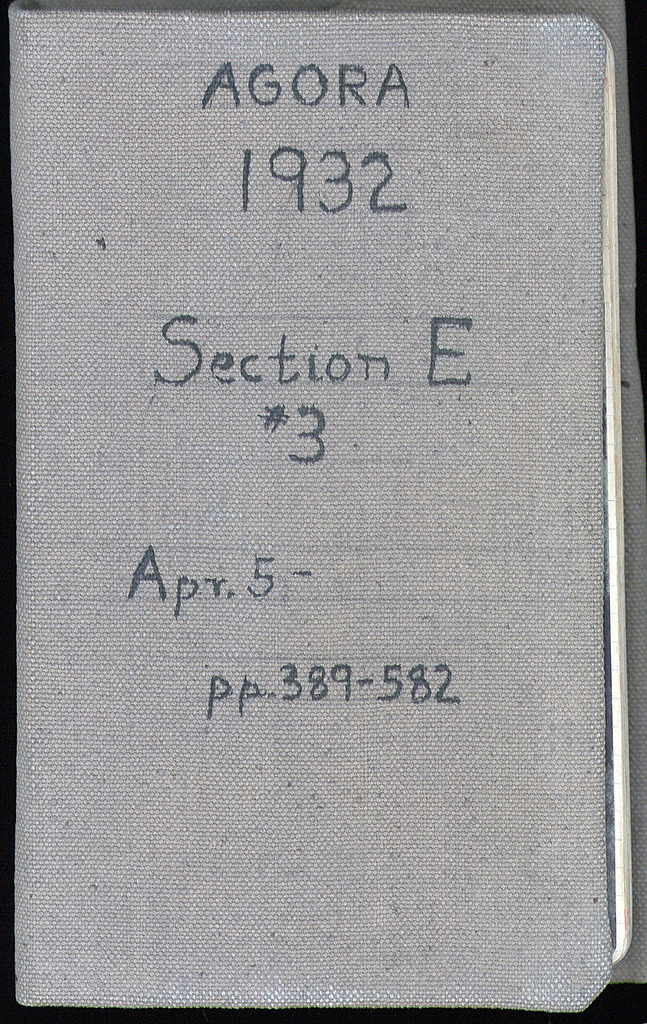 AGORA
1932
Section E
#3
Apr. 5 -
pp. 389-582